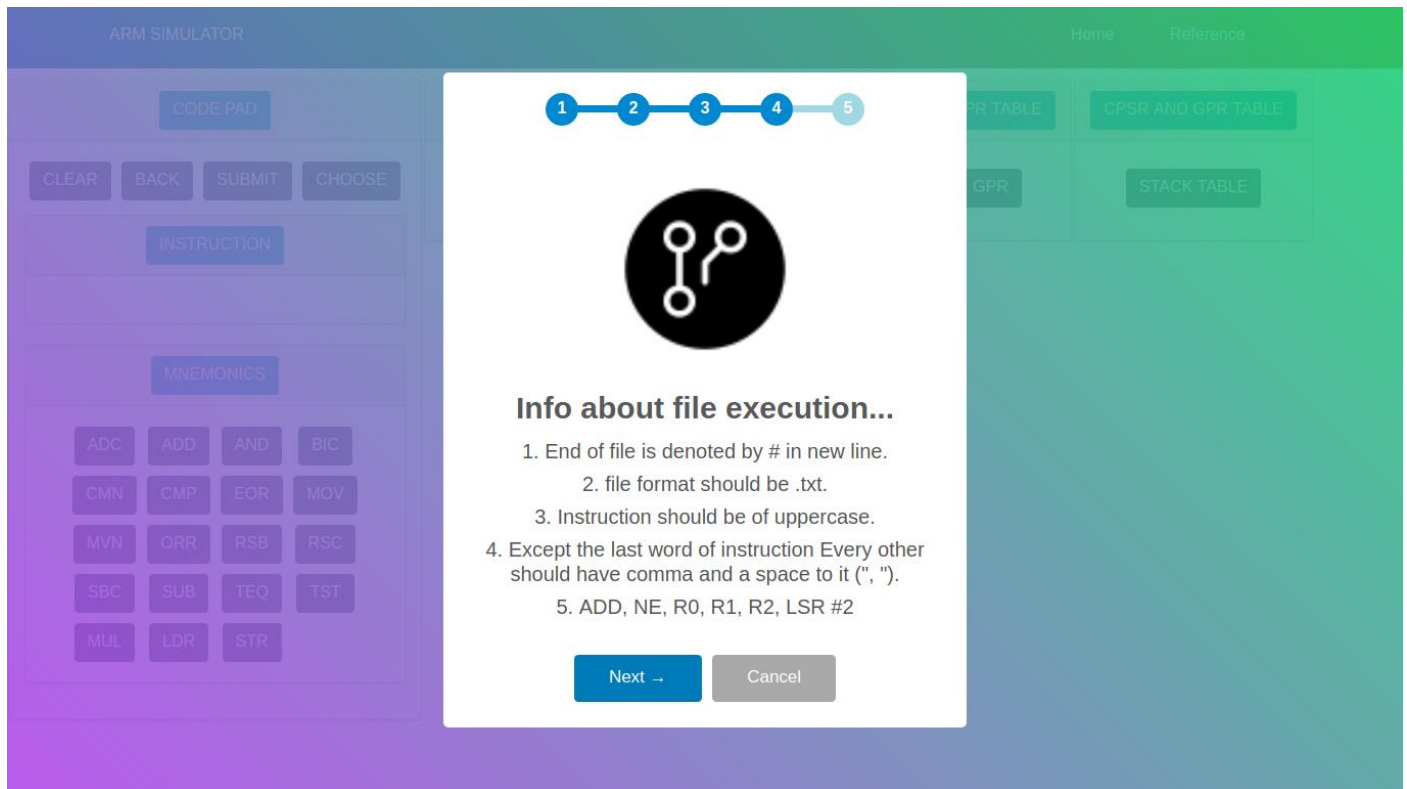 ARM SIMULATOR
Home
Reference
CODE PAD
CLEAR
BACK
SUBMIT
CHOOSE
INSTRUCTION
MNEMONICS
ADC
ADD
AND
BIC
CMN
CMP
EOR
MOV
MVN
ORR
RSB
RSC
SBC
SUB
TEQ
TST
MUL
LDR
STR
1
2
3
4
5
Info about file execution...
1. End of file is denoted by # in new line.
2. file format should be .txt.
3. Instruction should be of uppercase.
4. Except the last word of instruction Every other
should have comma and a space to it (", ").
5. ADD, NE, R0, R1, R2, LSR #2
Next →
Cancel
TABLE
GPR
CPSR AND GPR TABLE
STACK TABLE